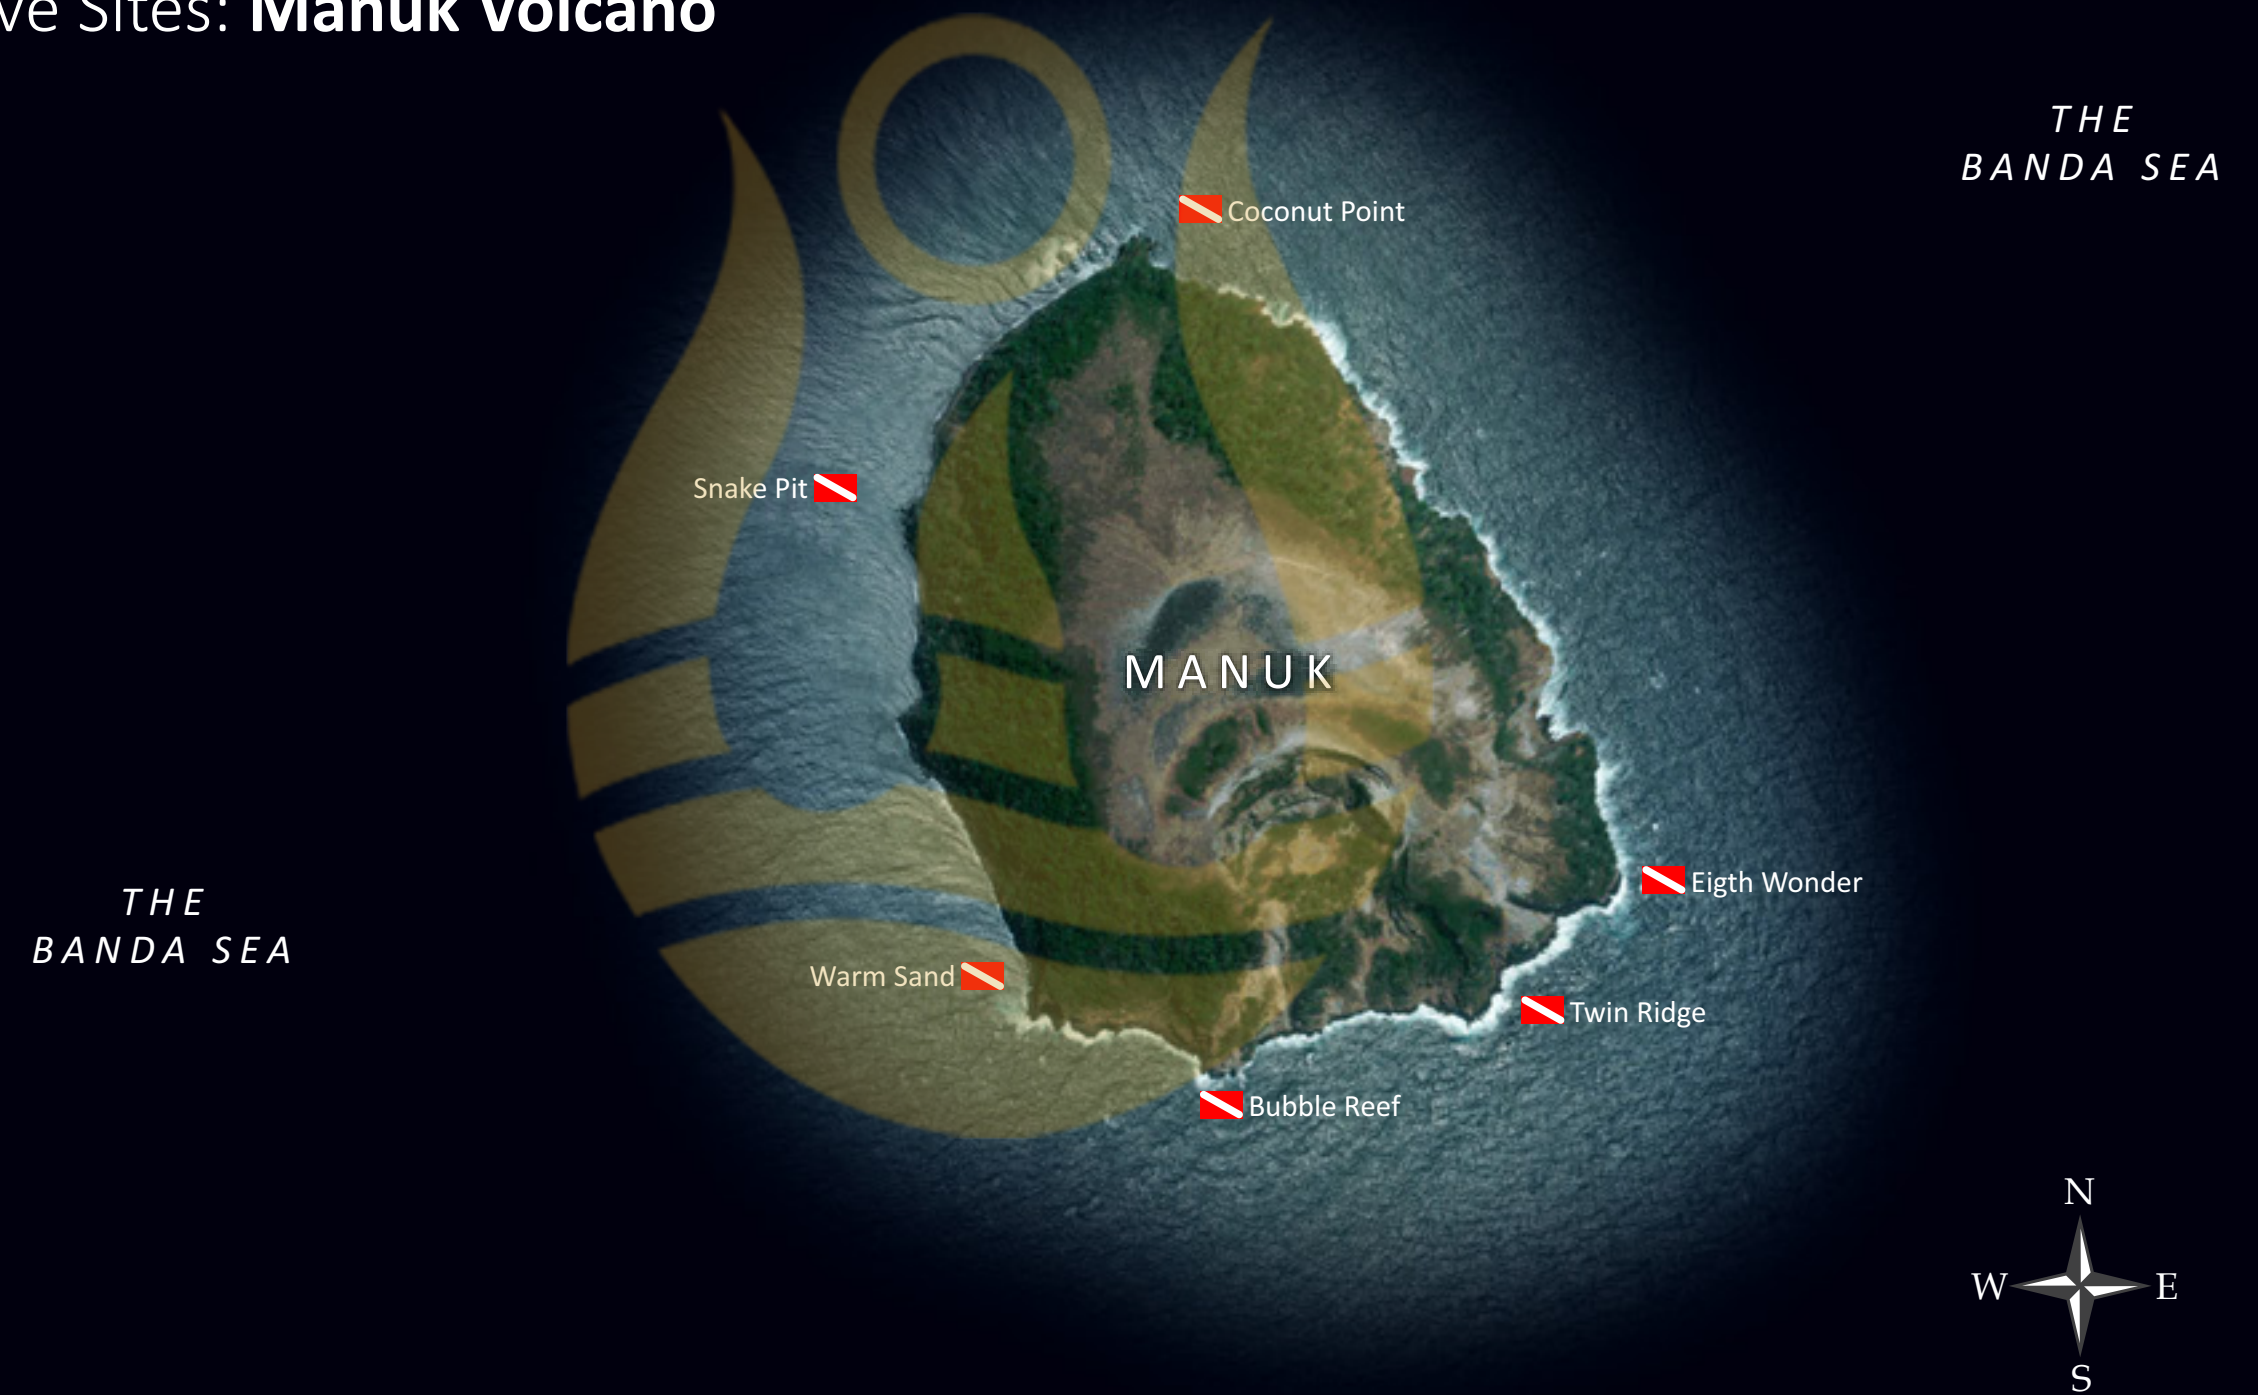 ve Sites: Manuk Volcano
THE
BANDA SEA
Coconut Point
Snake Pit
MANUK
Eigth Wonder
THE
BANDA SEA
Warm Sand
Twin Ridge
Bubble Reef
N
W E
S